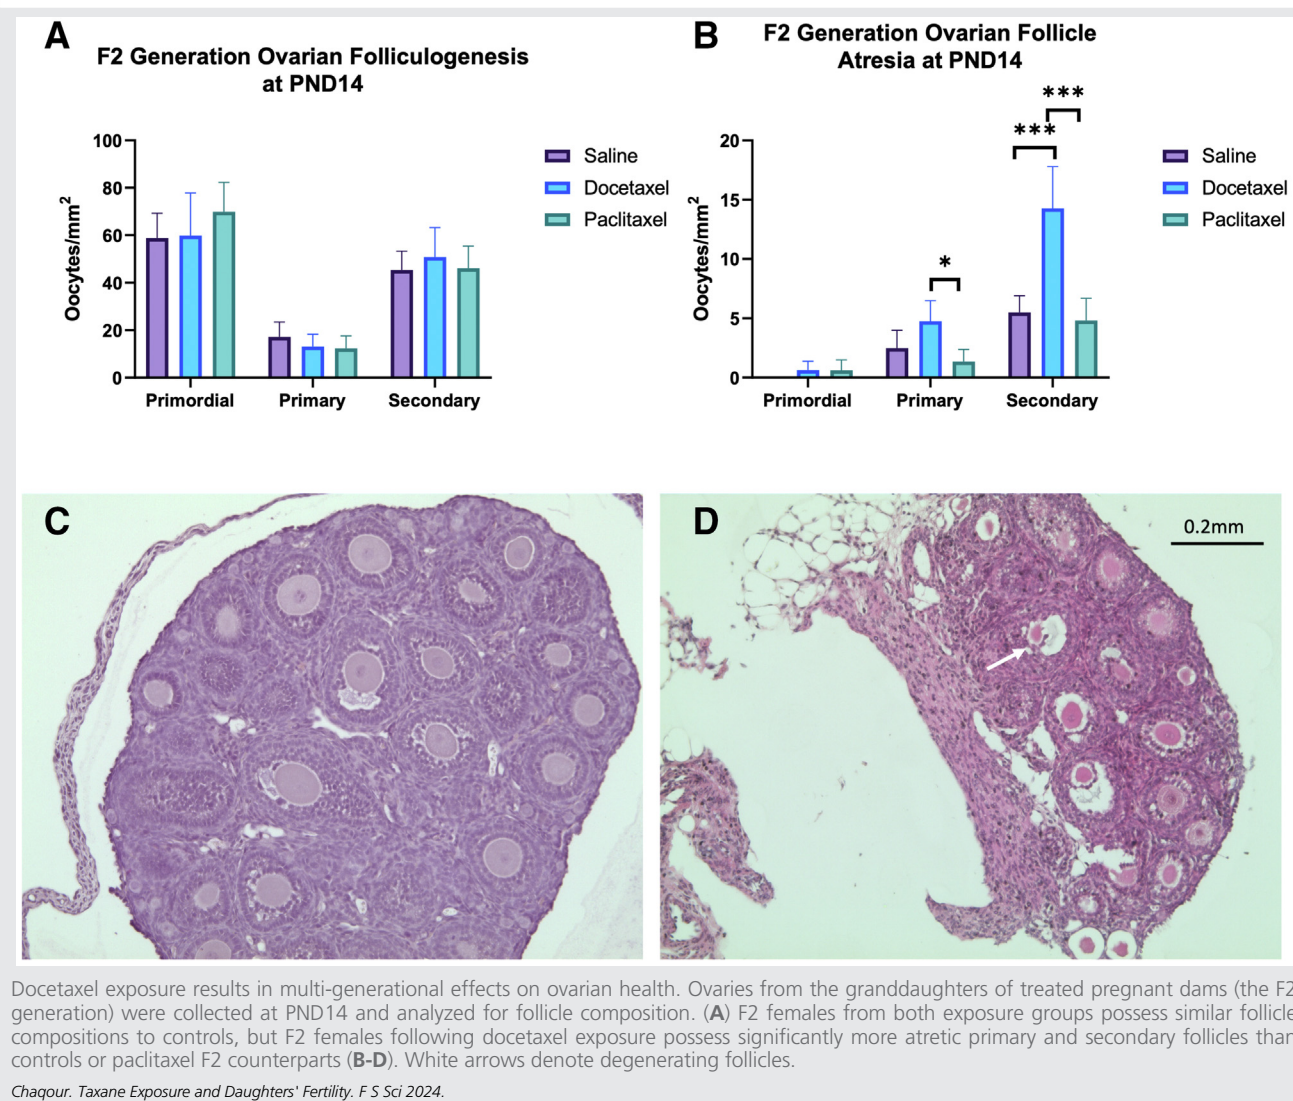 A
F2 Generation Ovarian Folliculogenesis
at PND14
Oocytes/mm2
100
80
60
40
20
0
Primordial
Primary
Secondary
Saline
Docetaxel
Paclitaxel
B
F2 Generation Ovarian Follicle
Atresia at PND14
Oocytes/mm2
20
15
10
5
0
*
***
***
Primordial
Primary
Secondary
Saline
Docetaxel
Paclitaxel
C
D
0.2mm
Docetaxel exposure results in multi-generational effects on ovarian health. Ovaries from the granddaughters of treated pregnant dams (the F2
generation) were collected at PND14 and analyzed for follicle composition. (A) F2 females from both exposure groups possess similar follicle
compositions to controls, but F2 females following docetaxel exposure possess significantly more atretic primary and secondary follicles than
controls or paclitaxel F2 counterparts (B-D). White arrows denote degenerating follicles.
Chaqour. Taxane Exposure and Daughters' Fertility. F S Sci 2024.